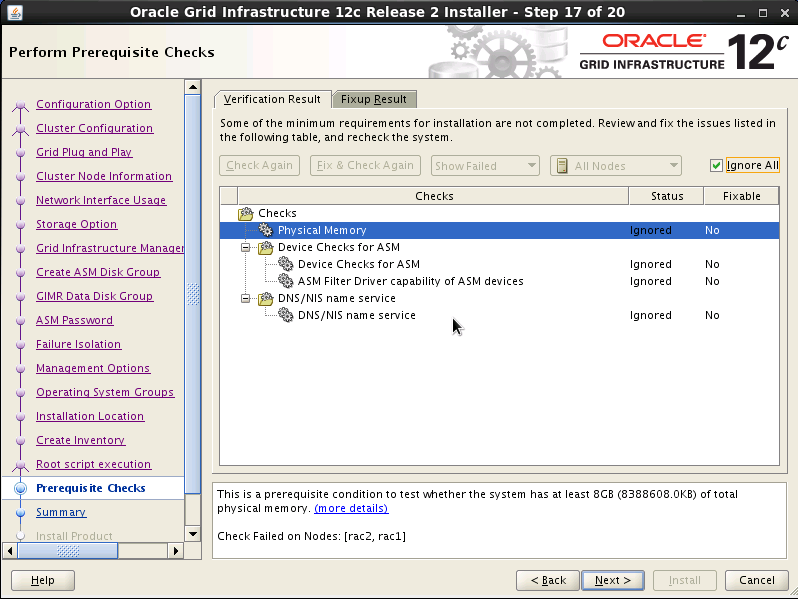 Oracle Grid Infrastructure 12c Release 2 Installer - Step 17 of 20
Perform Prerequisite Checks
ORACLE
GRID INFRASTRUCTURE
12c
Configuration Option
Cluster Configuration
Grid Plug and Play
Cluster Node Information
Network Interface Usage
Storage Option
Grid Infrastructure Manager
Create ASM Disk Group
GIMR Data Disk Group
ASM Password
Failure Isolation
Management Options
Operating System Groups
Installation Location
Create Inventory
Root script execution
Prerequisite Checks
Summary
Install Product
Verification Result
Fixup Result
Some of the minimum requirements for installation are not completed. Review and fix the issues listed in
the following table, and recheck the system.
Check Again
Fix & Check Again
Show Failed
All Nodes
Ignore All
Checks Status Fixable
Checks
Physical Memory Ignored No
Device Checks for ASM
Device Checks for ASM Ignored No
ASM Filter Driver capability of ASM devices Ignored No
DNS/NIS name service
DNS/NIS name service Ignored No
This is a prerequisite condition to test whether the system has at least 8GB (8388608.0KB) of total
physical memory. (more details)
Check Failed on Nodes: [rac2, rac1]
Help
< Back
Next >
Install
Cancel